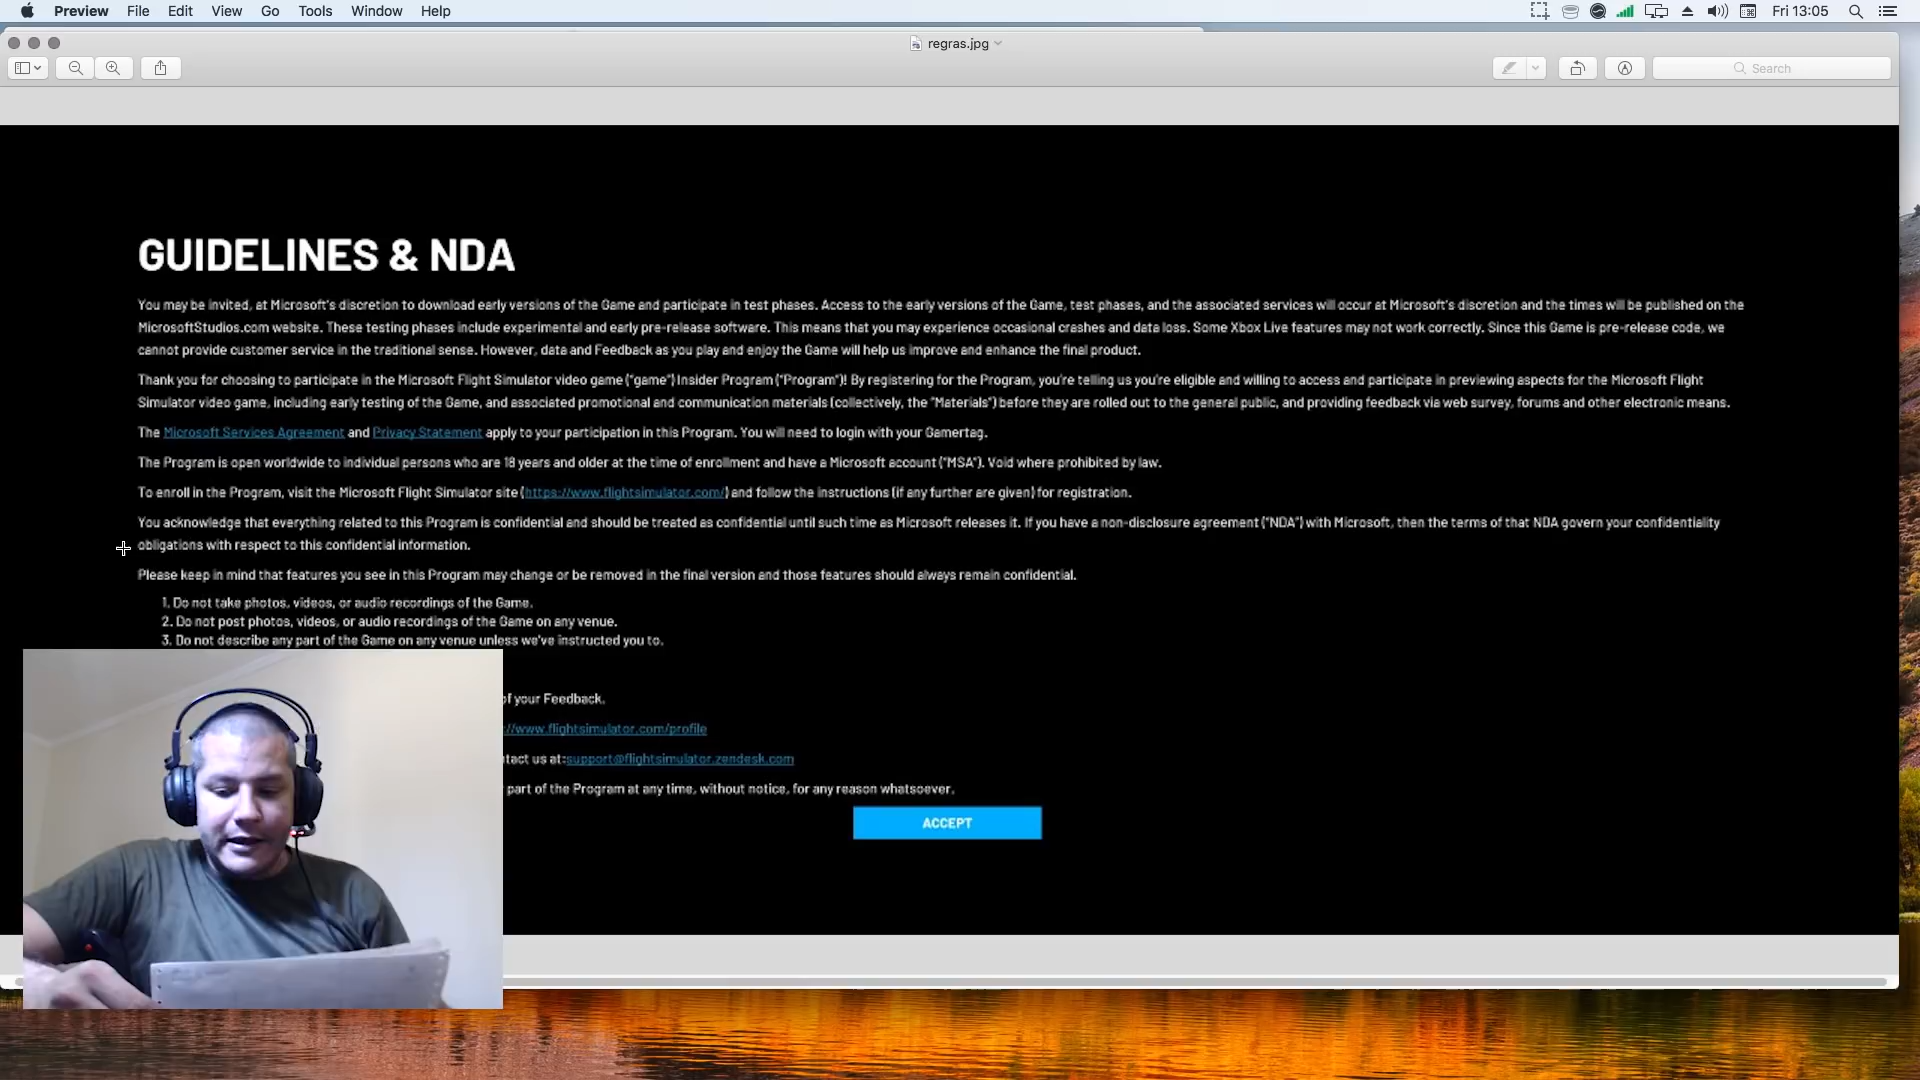 Preview File Edit View Go Tools Window Help Fri 13:05
regras.jpg
Search
GUIDELINES & NDA
You may be invited, at Microsoft's discretion to download early versions of the Game and participate in test phases. Access to the early versions of the Game, test phases, and the associated services will occur at Microsoft's discretion and the times will be published on the
MicrosoftStudios.com website. These testing phases include experimental and early pre-release software. This means that you may experience occasional crashes and data loss. Some Xbox Live features may not work correctly. Since this Game is pre-release code, we
cannot provide customer service in the traditional sense. However, data and Feedback as you play and enjoy the Game will help us improve and enhance the final product.
Thank you for choosing to participate in the Microsoft Flight Simulator video game ("game") Insider Program ("Program")! By registering for the Program, you're telling us you're eligible and willing to access and participate in previewing aspects for the Microsoft Flight
Simulator video game, including early testing of the Game, and associated promotional and communication materials (collectively, the "Materials") before they are rolled out to the general public, and providing feedback via web survey, forums and other electronic means.
The Microsoft Services Agreement and Privacy Statement apply to your participation in this Program. You will need to login with your Gamertag.
The Program is open worldwide to individual persons who are 18 years and older at the time of enrollment and have a Microsoft account ("MSA"). Void where prohibited by law.
To enroll in the Program, visit the Microsoft Flight Simulator site (https://www.flightsimulator.com/) and follow the instructions (if any further are given) for registration.
You acknowledge that everything related to this Program is confidential and should be treated as confidential until such time as Microsoft releases it. If you have a non-disclosure agreement ("NDA") with Microsoft, then the terms of that NDA govern your confidentiality
obligations with respect to this confidential information.
Please keep in mind that features you see in this Program may change or be removed in the final version and those features should always remain confidential.
1. Do not take photos, videos, or audio recordings of the Game.
2. Do not post photos, videos, or audio recordings of the Game on any venue.
3. Do not describe any part of the Game on any venue unless we've instructed you to.
of your Feedback.
://www.flightsimulator.com/profile
tact us at:support@flightsimulator.zendesk.com
part of the Program at any time, without notice, for any reason whatsoever.
ACCEPT